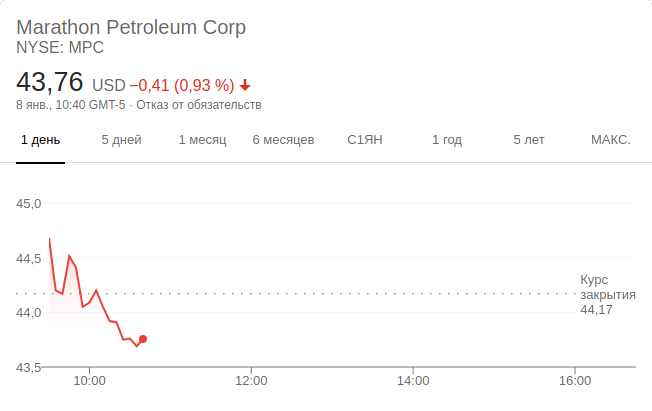 Marathon Petroleum Corp
NYSE: MPC
43,76 USD −0,41 (0,93 %)
8 янв., 10:40 GMT-5 · Отказ от обязательств
1 день 5 дней 1 месяц 6 месяцев С1ЯН 1 год 5 лет МАКС.
45,0
44,5
44,0
43,5
Курс
закрытия
44,17
10:00 12:00 14:00 16:00